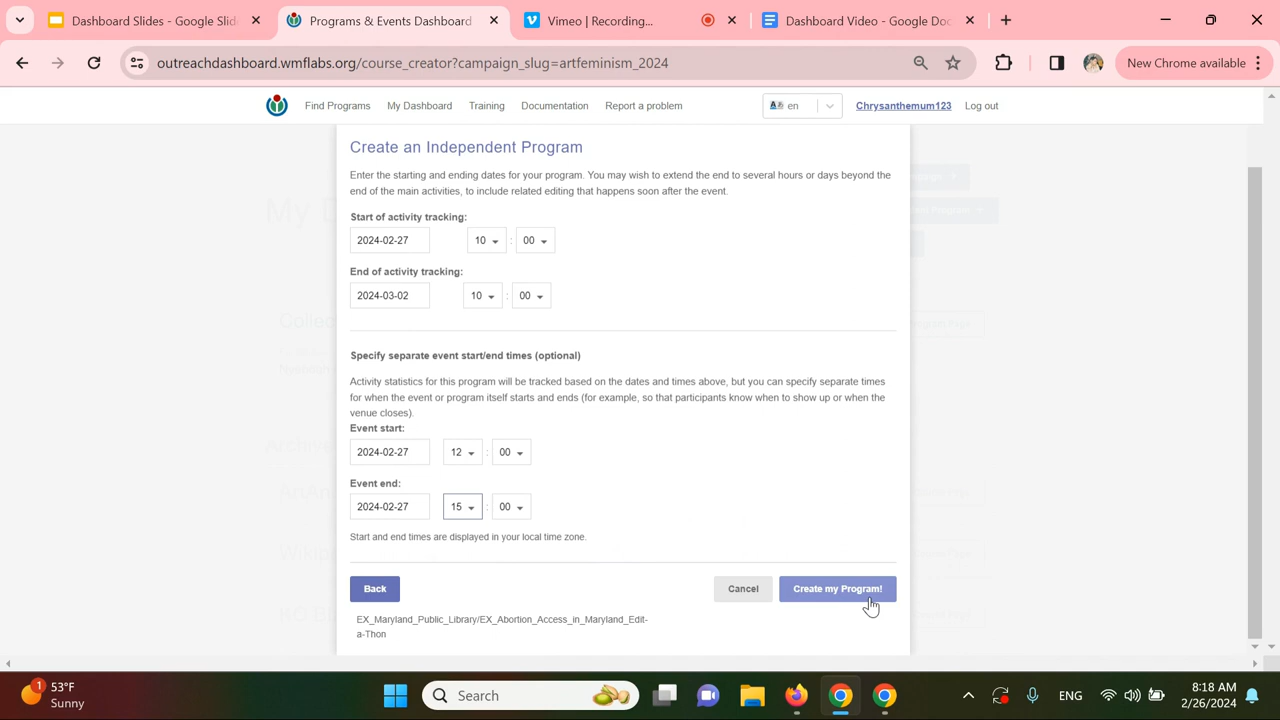 Dashboard Slides - Google Slid
Programs & Events Dashboard
Vimeo | Recording...
Dashboard Video - Google Doc
outreachdashboard.wmflabs.org/course_creator?campaign_slug=artfeminism_2024
New Chrome available
Find Programs
My Dashboard
Training
Documentation
Report a problem
en
Chrysanthemum123
Log out
Create an Independent Program
Enter the starting and ending dates for your program. You may wish to extend the end to several hours or days beyond the
end of the main activities, to include related editing that happens soon after the event.
Start of activity tracking:
2024-02-27 10 : 00
End of activity tracking:
2024-03-02 10 : 00
Specify separate event start/end times (optional)
Activity statistics for this program will be tracked based on the dates and times above, but you can specify separate times
for when the event or program itself starts and ends (for example, so that participants know when to show up or when the
venue closes).
Event start:
2024-02-27 12 : 00
Event end:
2024-02-27 15 : 00
Start and end times are displayed in your local time zone.
Back
Cancel
Create my Program!
EX_Maryland_Public_Library/EX_Abortion_Access_in_Maryland_Edit-
a-Thon
My D
Collec
1
53°F
Sunny
Search
ENG
8:18 AM
2/26/2024